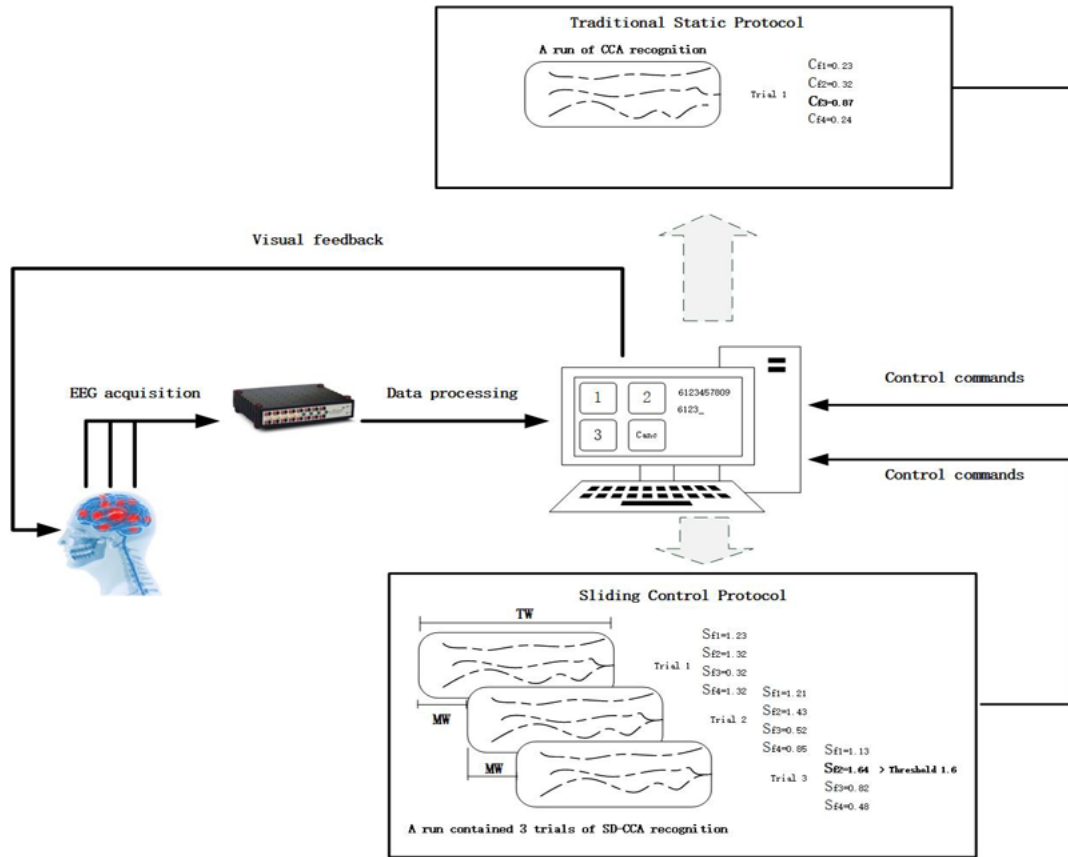 Traditional Static Protocol
A run of CCA recognition
Trial 1
Cf1=0.23
Cf2=0.32
Cf3=0.87
Cf4=0.24
Visual feedback
EEG acquisition
Data processing
1
2
3
Canc
6123457809
6123_
Control commands
Control commands
Sliding Control Protocol
TW
MW
MW
Trial 1
Sf1=1.23
Sf2=1.32
Sf3=0.32
Sf4=1.32
Trial 2
Sf1=1.21
Sf2=1.43
Sf3=0.52
Sf4=0.85
Trial 3
Sf1=1.13
Sf2=1.64 > Threshold 1.6
Sf3=0.82
Sf4=0.48
A run contained 3 trials of SD-CCA recognition